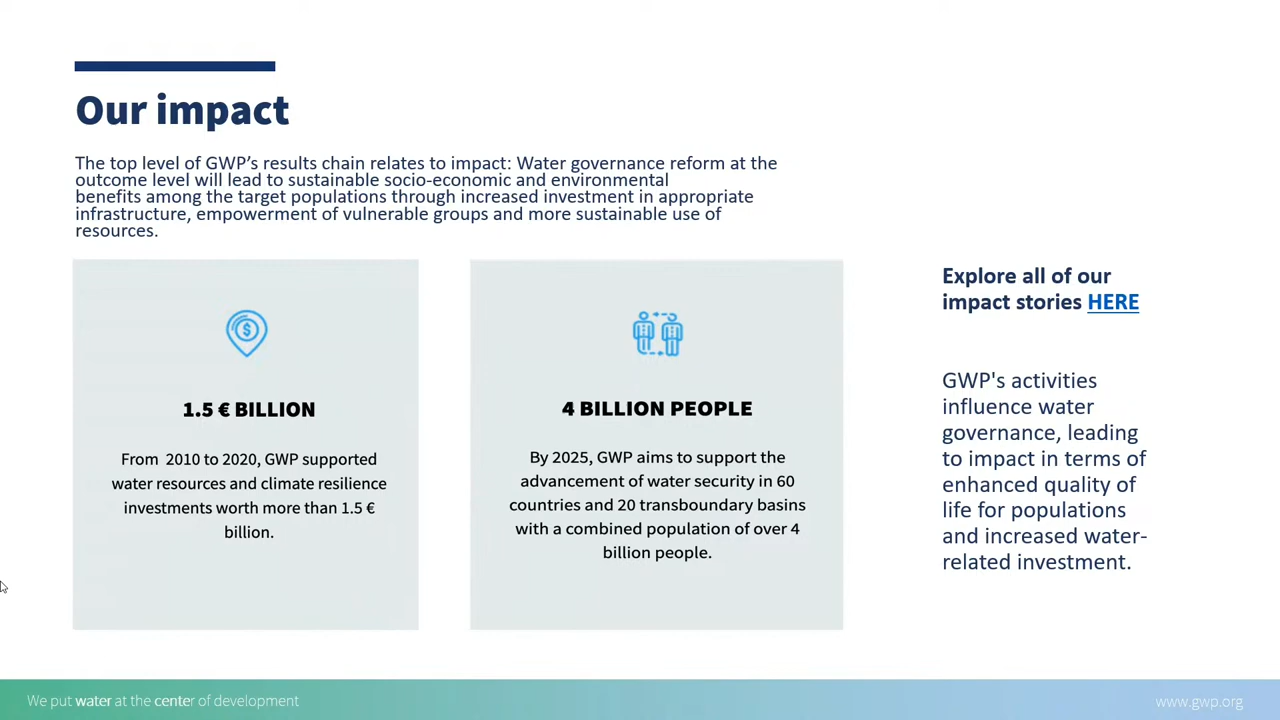 Our impact
The top level of GWP’s results chain relates to impact: Water governance reform at the
outcome level will lead to sustainable socio-economic and environmental
benefits among the target populations through increased investment in appropriate
infrastructure, empowerment of vulnerable groups and more sustainable use of
resources.
1.5 € BILLION
From 2010 to 2020, GWP supported
water resources and climate resilience
investments worth more than 1.5 €
billion.
4 BILLION PEOPLE
By 2025, GWP aims to support the
advancement of water security in 60
countries and 20 transboundary basins
with a combined population of over 4
billion people.
Explore all of our
impact stories HERE
GWP's activities
influence water
governance, leading
to impact in terms of
enhanced quality of
life for populations
and increased water-
related investment.
We put water at the center of development
www.gwp.org